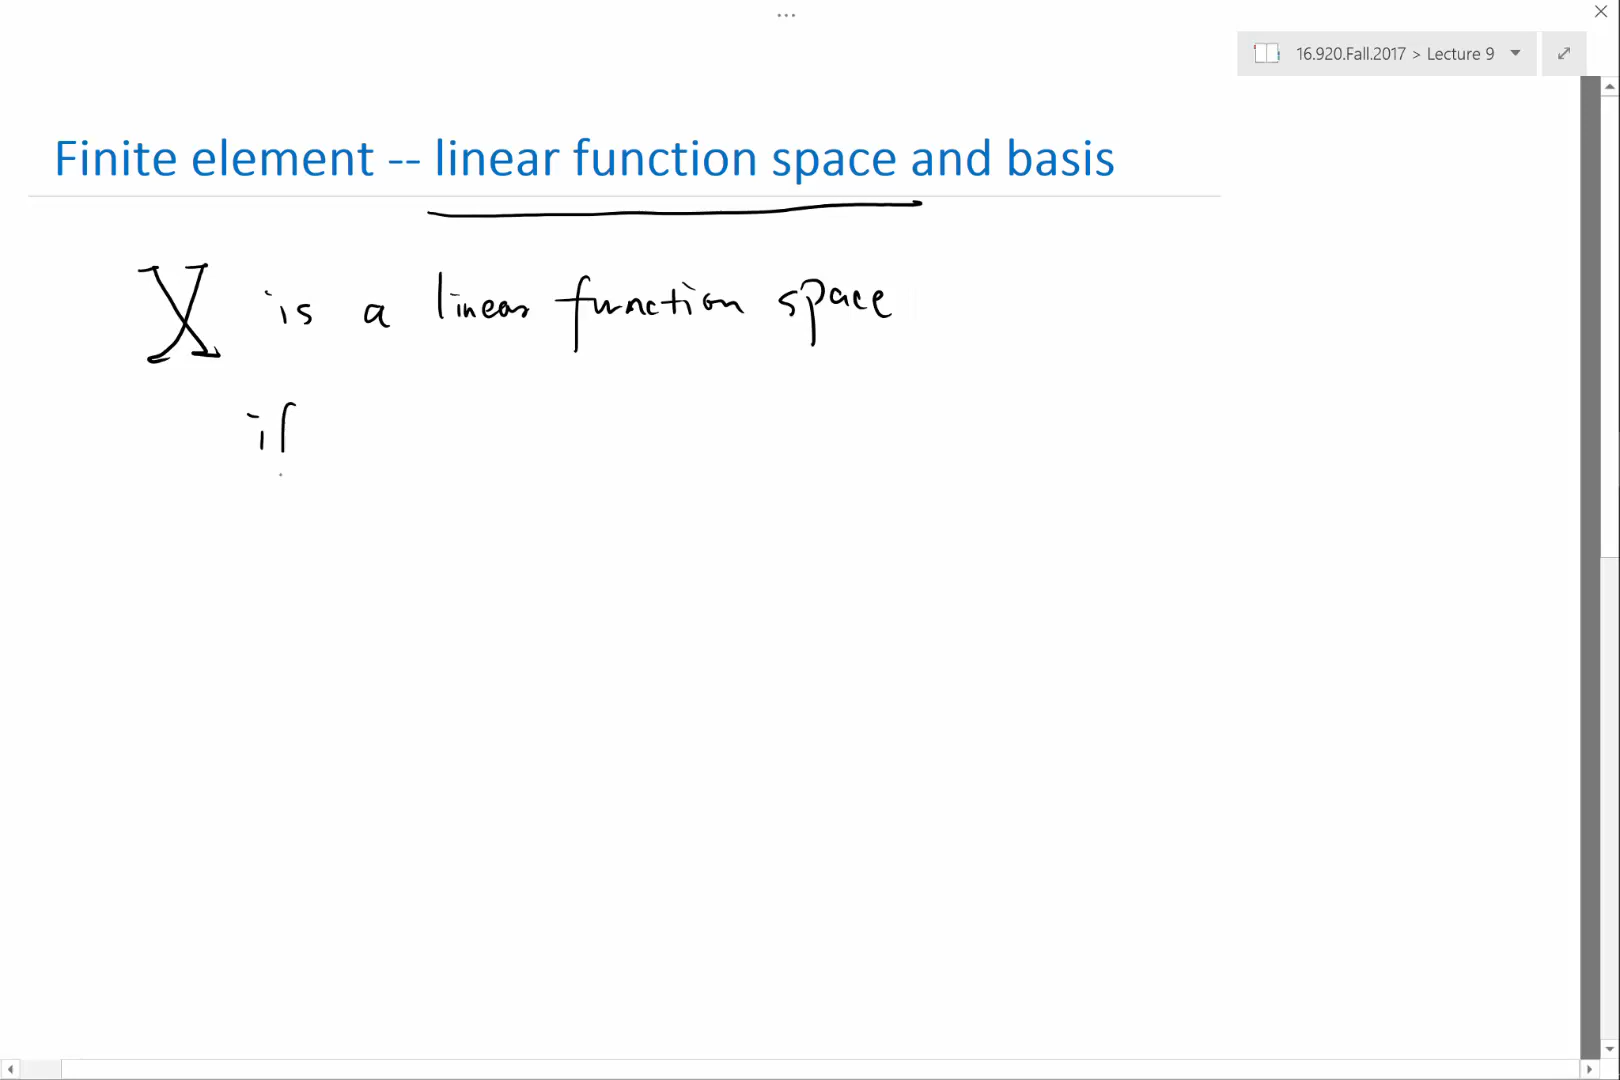 ...
16.920.Fall.2017 > Lecture 9
Finite element -- linear function space and basis
X is a linear function space
if